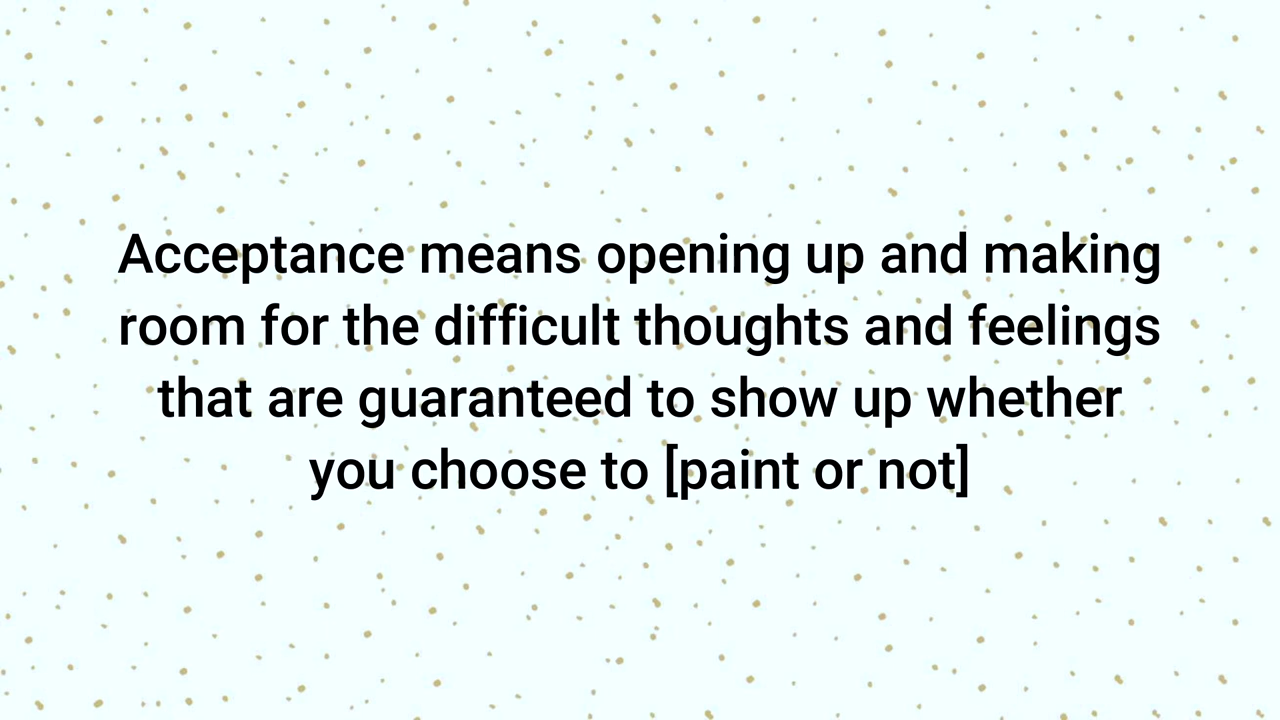 Acceptance means opening up and making
room for the difficult thoughts and feelings
that are guaranteed to show up whether
you choose to [paint or not]